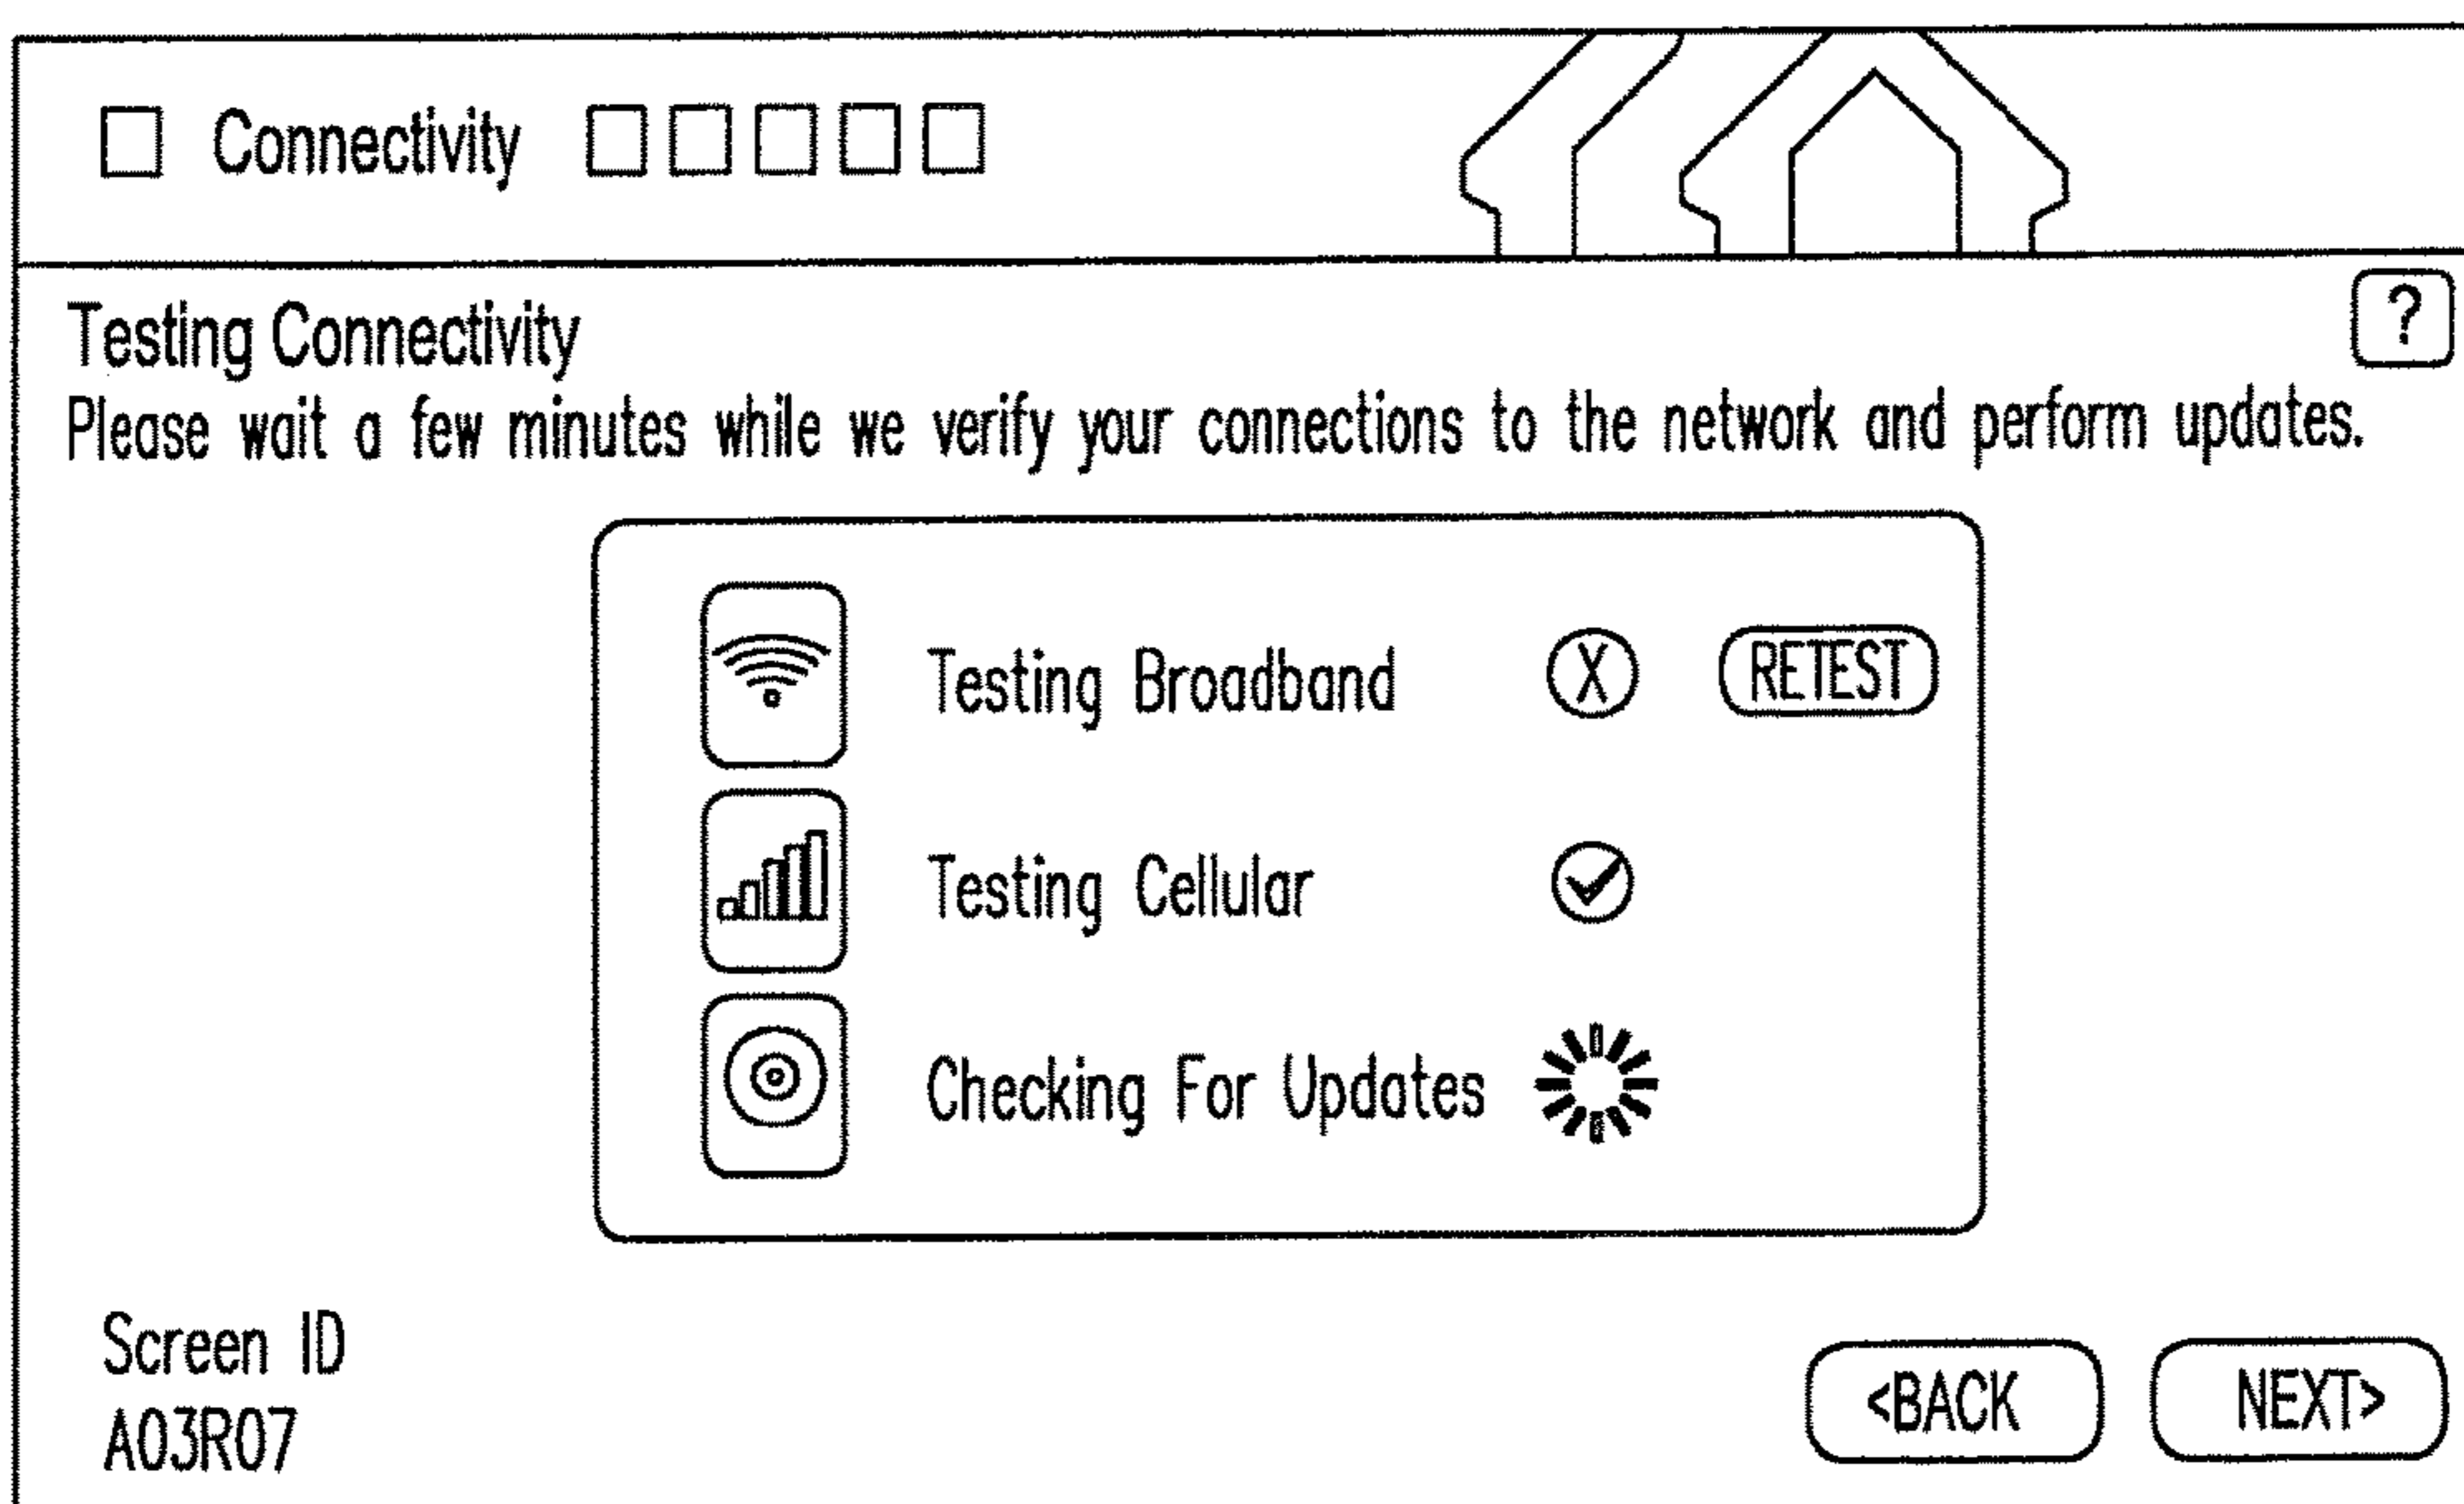 Connectivity
Testing Connectivity
?
Please wait a few minutes while we verify your connections to the network and perform updates.
Testing Broadband X RETEST
Testing Cellular
Checking For Updates
Screen ID
A03R07
<BACK NEXT>